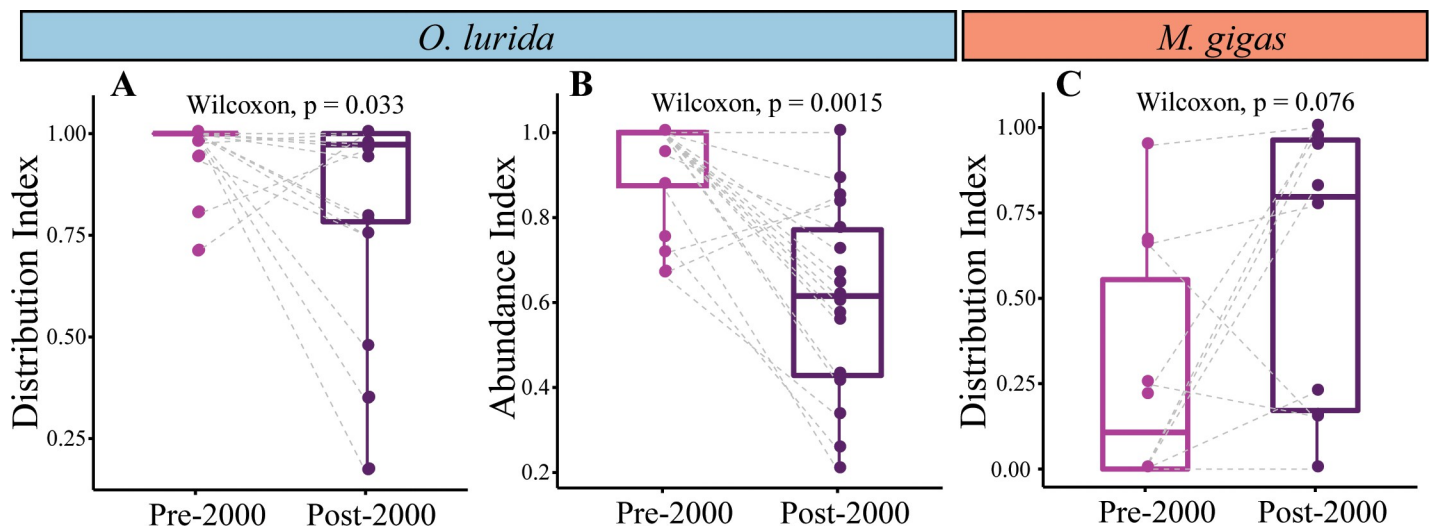 O. lurida
M. gigas
A
Wilcoxon, p = 0.033
Distribution Index
1.00
0.75
0.50
0.25
Pre-2000
Post-2000
B
Wilcoxon, p = 0.0015
Abundance Index
1.0
0.8
0.6
0.4
0.2
Pre-2000
Post-2000
C
Wilcoxon, p = 0.076
Distribution Index
1.00
0.75
0.50
0.25
0.00
Pre-2000
Post-2000